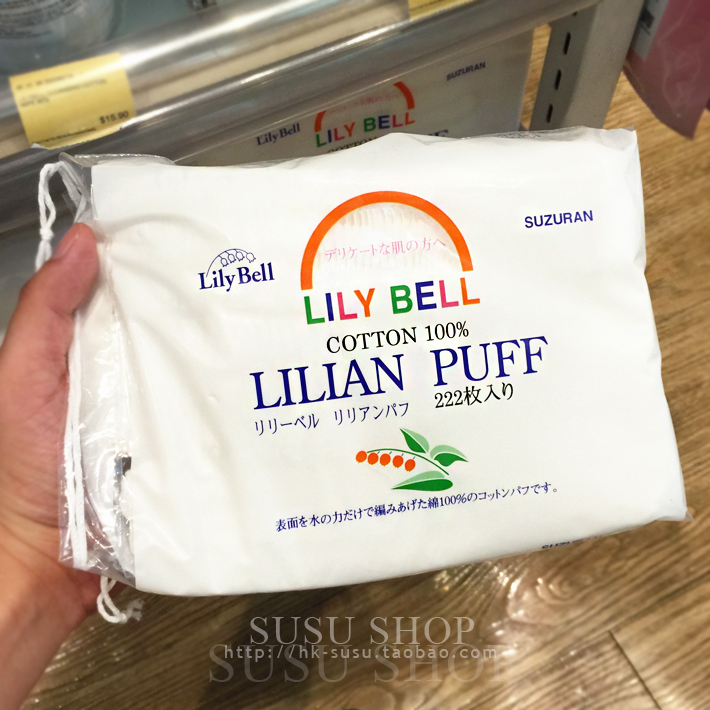 $15.90
SUZURAN
Lily Bell
LILY BELL
SUZURAN
デリケートな肌の方へ
Lily Bell
LILY BELL
COTTON 100%
LILIAN PUFF
リリーベル リリアンパフ 222枚入り
表面を水の力だけで編みあげた綿100%のコットンパフです。
SUSU SHOP
http://hk-susu.taobao.com
SUSU SHOP